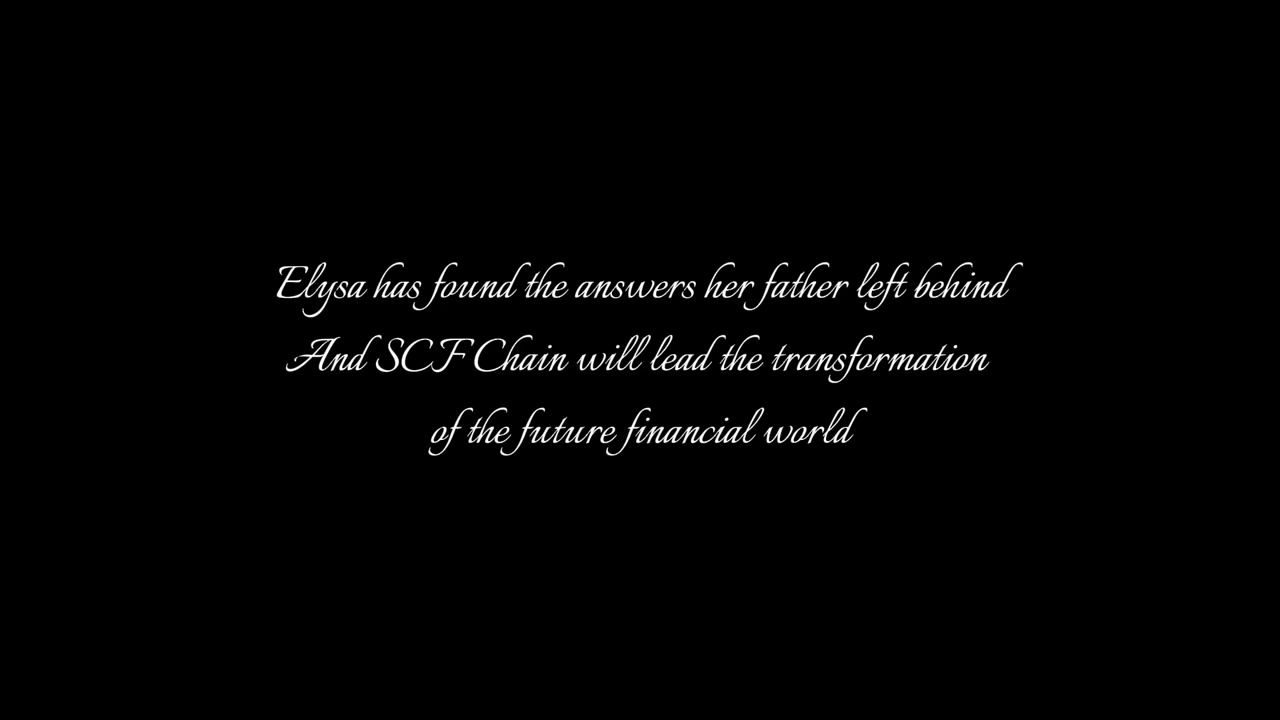 Elysa has found the answers her father left behind
And SCF Chain will lead the transformation
of the future financial world